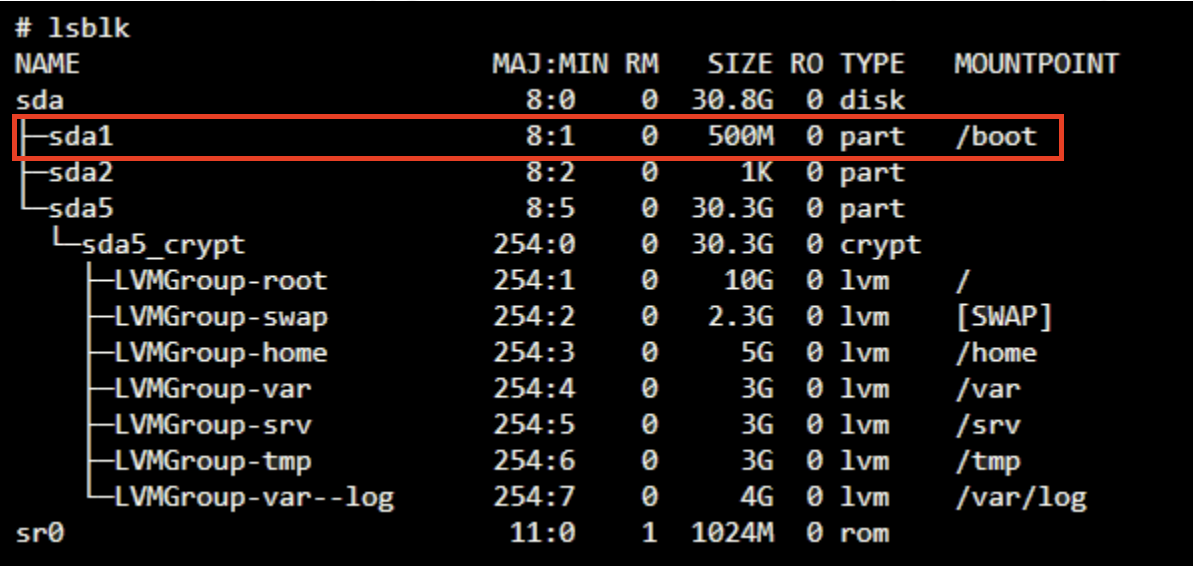 # lsblk
NAME                         MAJ:MIN RM   SIZE RO TYPE   MOUNTPOINT
sda                            8:0    0  30.8G  0 disk
├─sda1                         8:1    0   500M  0 part   /boot
├─sda2                         8:2    0     1K  0 part
└─sda5                         8:5    0  30.3G  0 part
  └─sda5_crypt               254:0    0  30.3G  0 crypt
    ├─LVMGroup-root          254:1    0    10G  0 lvm    /
    ├─LVMGroup-swap          254:2    0   2.3G  0 lvm    [SWAP]
    ├─LVMGroup-home          254:3    0     5G  0 lvm    /home
    ├─LVMGroup-var           254:4    0     3G  0 lvm    /var
    ├─LVMGroup-srv           254:5    0     3G  0 lvm    /srv
    ├─LVMGroup-tmp           254:6    0     3G  0 lvm    /tmp
    └─LVMGroup-var--log      254:7    0     4G  0 lvm    /var/log
sr0                           11:0    1  1024M  0 rom